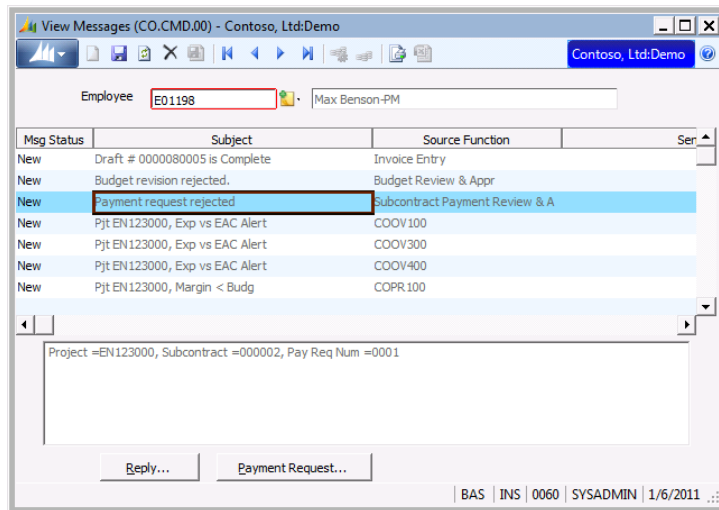 View Messages (CO.CMD.00) - Contoso, Ltd:Demo
Contoso, Ltd:Demo
Employee E01198 Max Benson-PM
Msg Status Subject Source Function Sen
New Draft # 0000080005 is Complete Invoice Entry
New Budget revision rejected. Budget Review & Appr
New Payment request rejected Subcontract Payment Review & A
New Pjt EN123000, Exp vs EAC Alert COOV100
New Pjt EN123000, Exp vs EAC Alert COOV300
New Pjt EN123000, Exp vs EAC Alert COOV400
New Pjt EN123000, Margin < Budg COPR100
Project =EN123000, Subcontract =000002, Pay Req Num =0001
Reply... Payment Request...
BAS INS 0060 SYSADMIN 1/6/2011